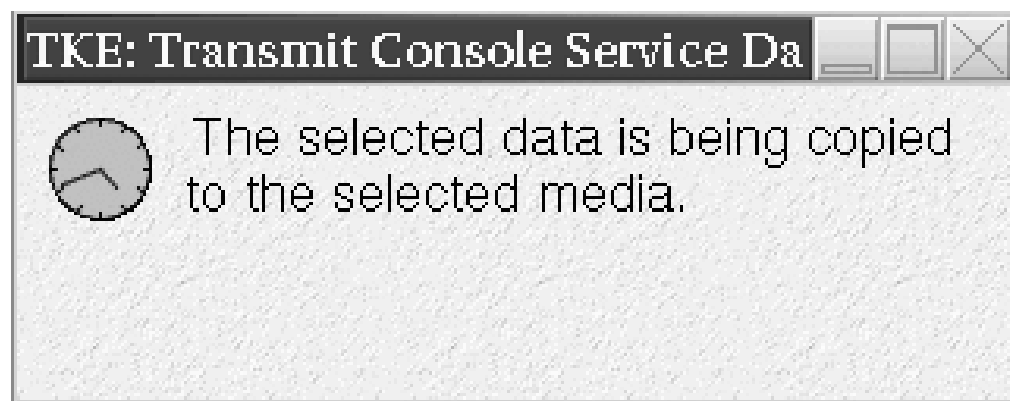 TKE: Transmit Console Service Da
The selected data is being copied
to the selected media.